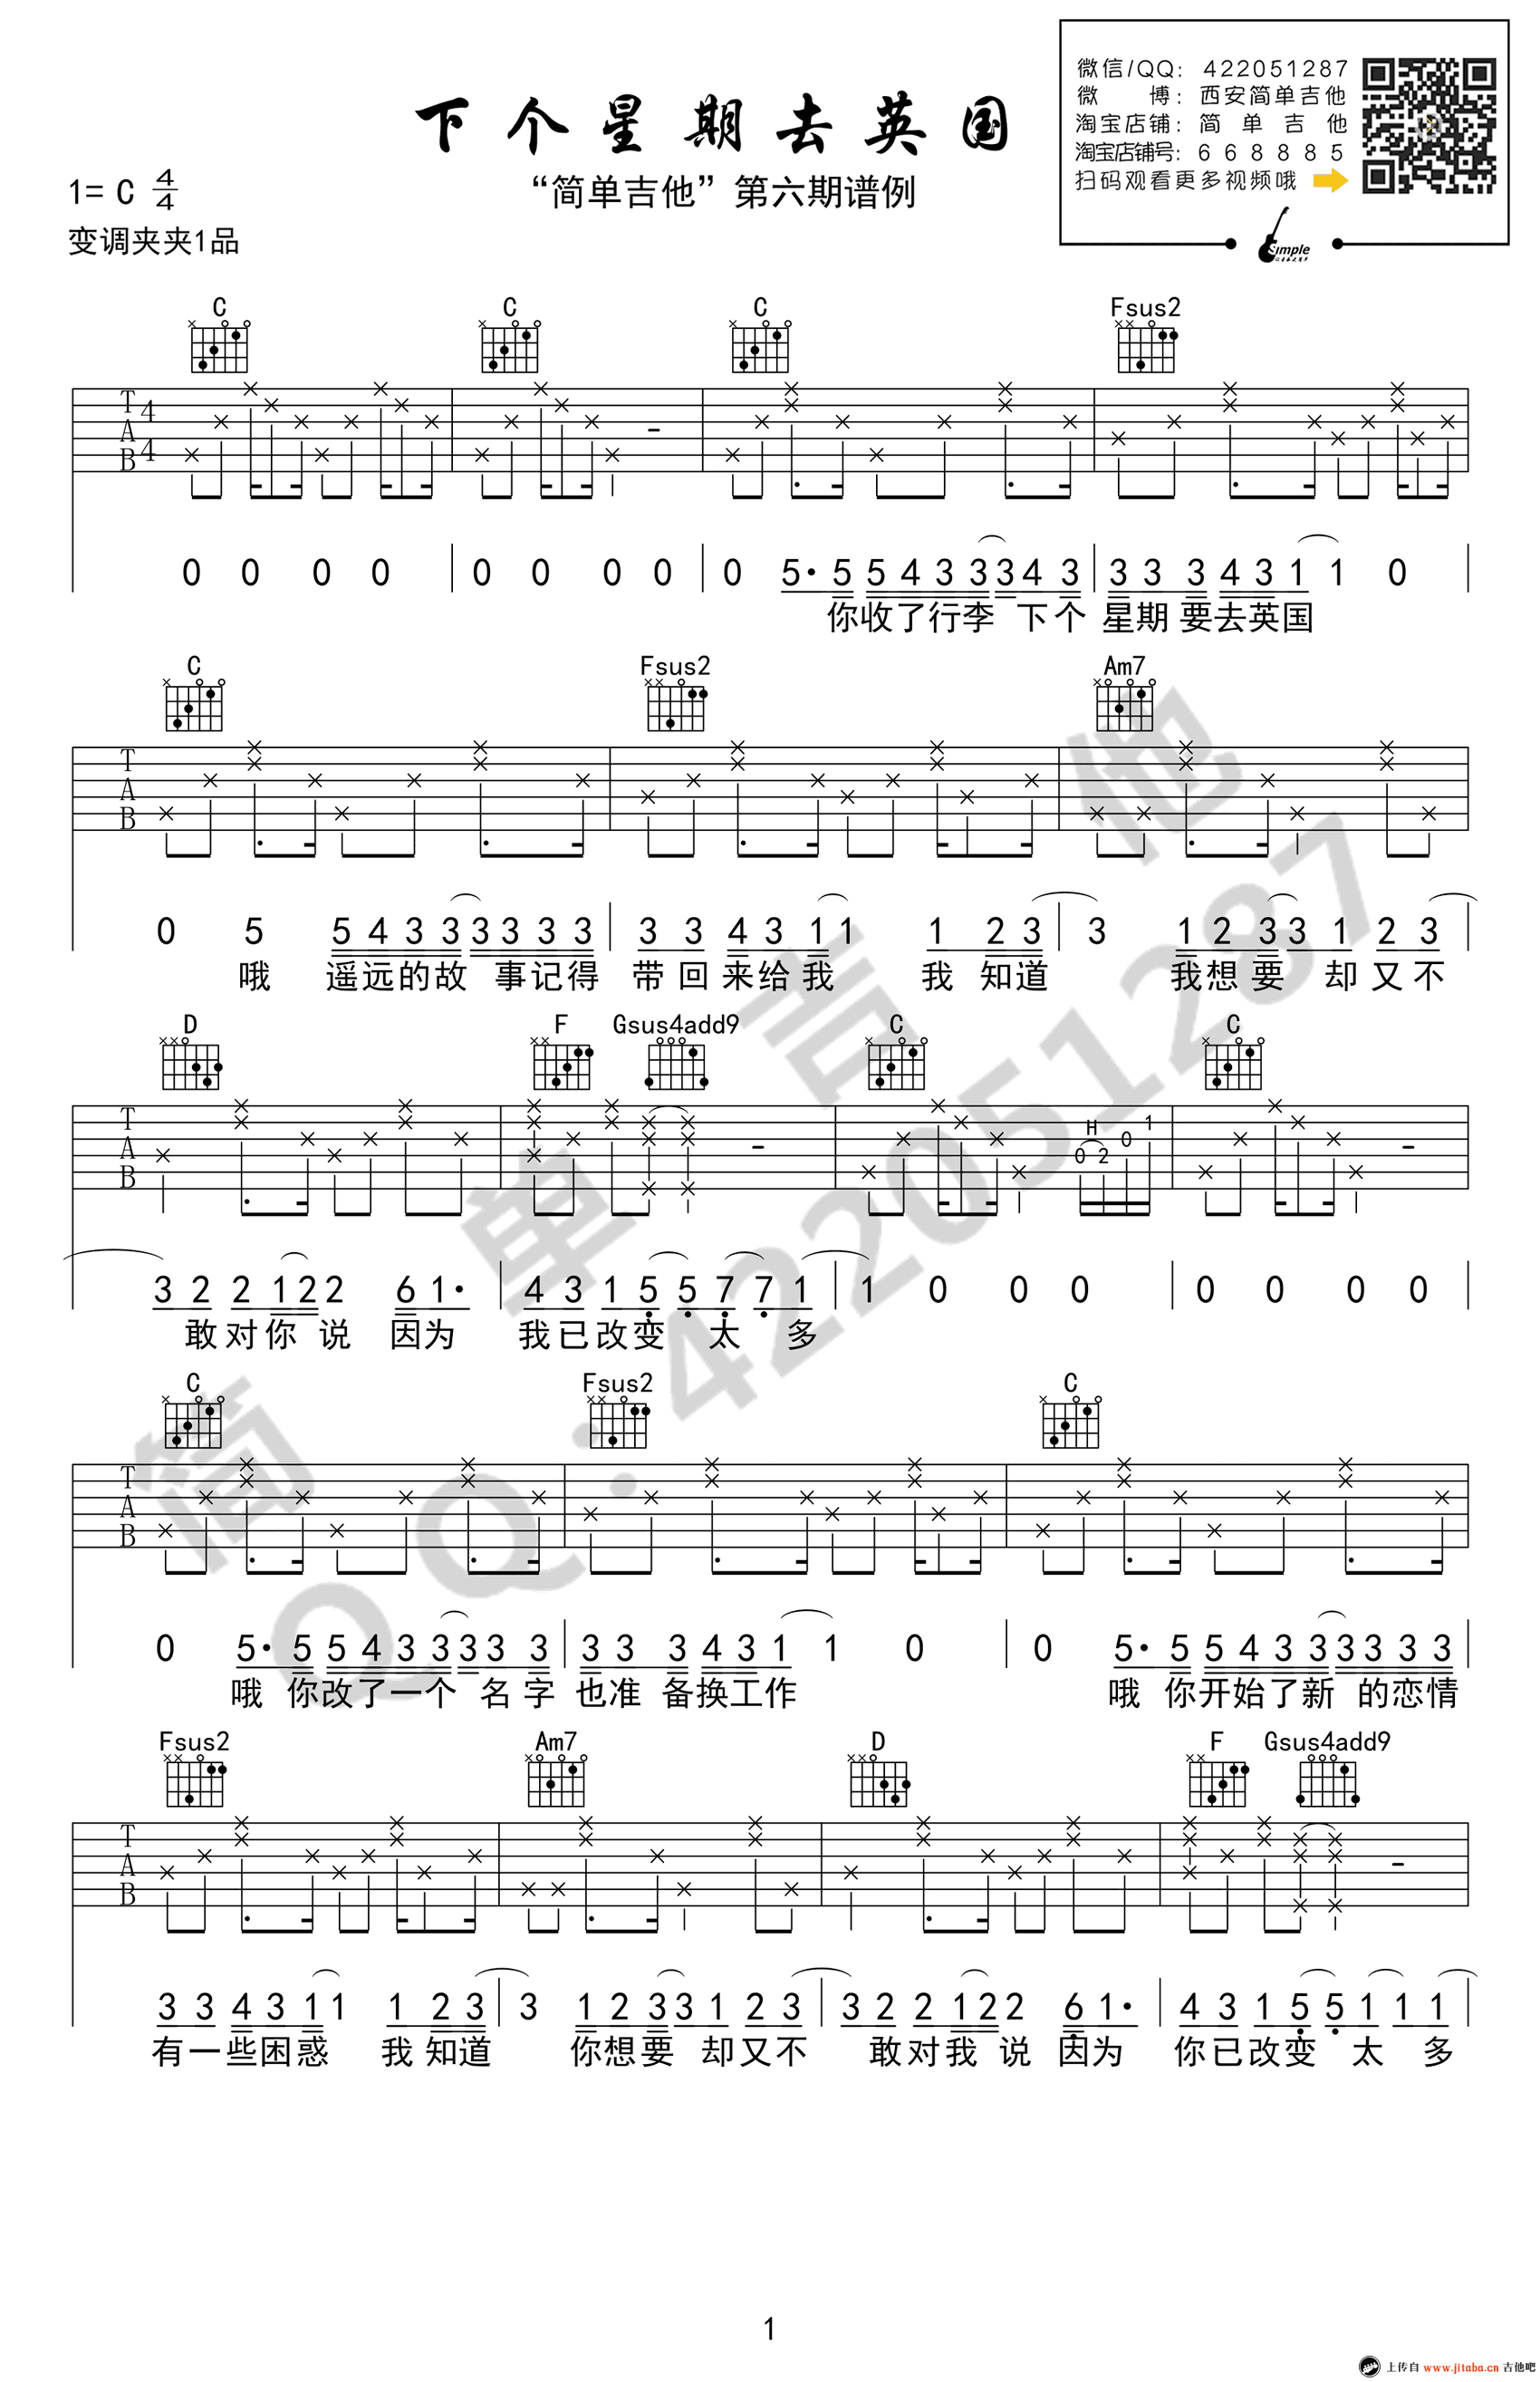 下个星期去英国
“简单吉他”第六期谱例
1= C 4/4
变调夹夹1品
微信/QQ: 422051287
微 博: 西安简单吉他
淘宝店铺: 简单吉他
淘宝店铺号: 668885
扫码观看更多视频哦
Simple
C C C Fsus2
T A B 4 4
0 0 0 0 0 0 0 0 0 5· 5 5 4 3 3 3 4 3 3 3 3 4 3 1 1 0
你收了行李 下个 星期 要去英国
C Fsus2 Am7
T A B
0 5 5 4 3 3 3 3 3 3 3 3 4 3 1 1 1 2 3 3 1 2 3 3 1 2 3
哦 遥远的故 事记得 带回来给我 我 知道 我想要 却又不
D F Gsus4add9 C C
T A B
H
0 2 0 1
3 2 2 1 2 2 6 1· 4 3 1 5 5 7 7 1 1 0 0 0 0 0 0 0
敢对你 说 因为 我已改变 太 多
C Fsus2 C
T A B
0 5· 5 5 4 3 3 3 3 3 3 3 3 4 3 1 1 0 0 5· 5 5 4 3 3 3 3 3 3
哦 你改了一个 名字 也准 备换工作 哦 你开始了新 的恋情
Fsus2 Am7 D F Gsus4add9
T A B
3 3 4 3 1 1 1 2 3 3 1 2 3 3 1 2 3 3 2 2 1 2 2 6 1· 4 3 1 5 5 1 1 1
有一些困惑 我 知道 你想要 却又不 敢对我 说 因为 你已改变 太 多
简单吉他
QQ:422051287
1
上传自 www.jitaba.cn 吉他吧